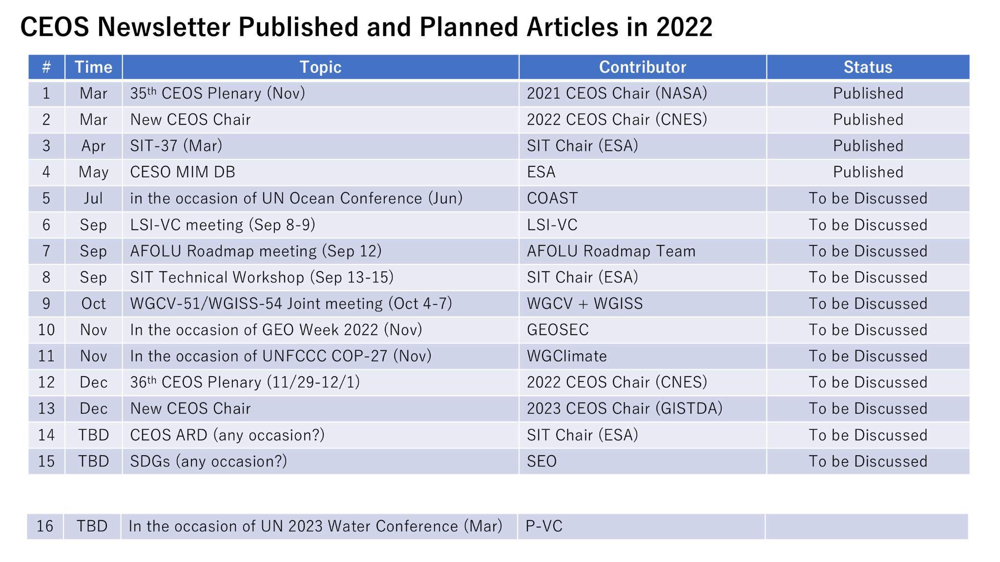 CEOS Newsletter Published and Planned Articles in 2022
# Time Topic Contributor Status
1 Mar 35th CEOS Plenary (Nov) 2021 CEOS Chair (NASA) Published
2 Mar New CEOS Chair 2022 CEOS Chair (CNES) Published
3 Apr SIT-37 (Mar) SIT Chair (ESA) Published
4 May CESO MIM DB ESA Published
5 Jul in the occasion of UN Ocean Conference (Jun) COAST To be Discussed
6 Sep LSI-VC meeting (Sep 8-9) LSI-VC To be Discussed
7 Sep AFOLU Roadmap meeting (Sep 12) AFOLU Roadmap Team To be Discussed
8 Sep SIT Technical Workshop (Sep 13-15) SIT Chair (ESA) To be Discussed
9 Oct WGCV-51/WGISS-54 Joint meeting (Oct 4-7) WGCV + WGISS To be Discussed
10 Nov In the occasion of GEO Week 2022 (Nov) GEOSEC To be Discussed
11 Nov In the occasion of UNFCCC COP-27 (Nov) WGClimate To be Discussed
12 Dec 36th CEOS Plenary (11/29-12/1) 2022 CEOS Chair (CNES) To be Discussed
13 Dec New CEOS Chair 2023 CEOS Chair (GISTDA) To be Discussed
14 TBD CEOS ARD (any occasion?) SIT Chair (ESA) To be Discussed
15 TBD SDGs (any occasion?) SEO To be Discussed
16 TBD In the occasion of UN 2023 Water Conference (Mar) P-VC